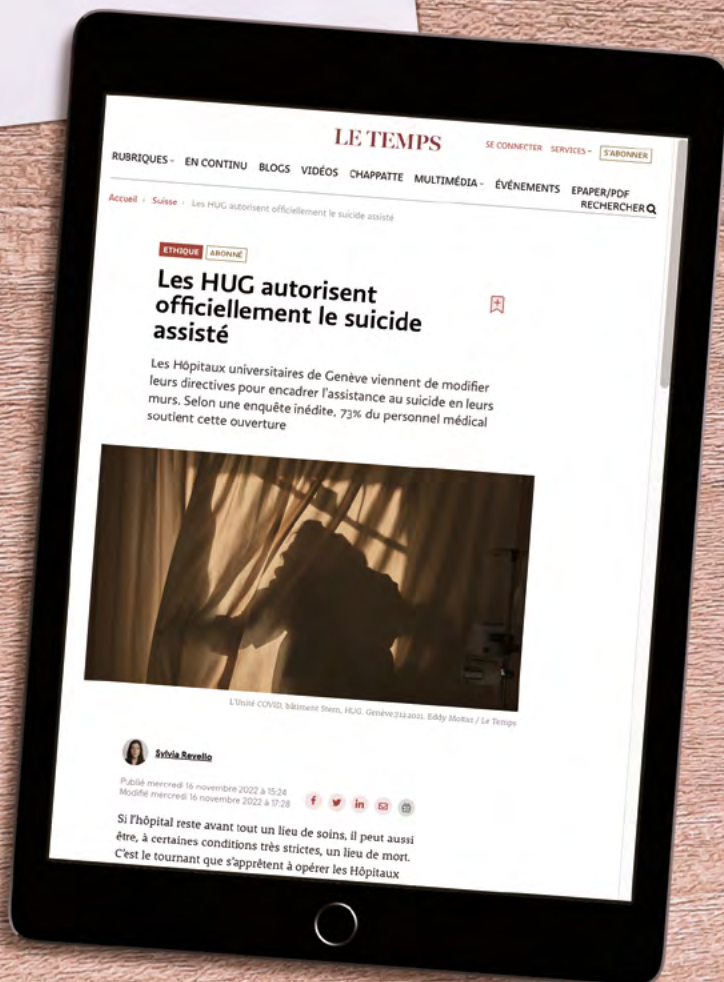 LE TEMPS
SE CONNECTER SERVICES S'ABONNER
RUBRIQUES EN CONTINU BLOGS VIDÉOS CHAPPATTE MULTIMÉDIA ÉVÉNEMENTS EPAPER/PDF
RECHERCHER
Accueil Suisse Les HUG autorisent officiellement le suicide assisté
ETHIQUE ABONNÉ
Les HUG autorisent
officiellement le suicide
assisté
Les Hôpitaux universitaires de Genève viennent de modifier
leurs directives pour encadrer l'assistance au suicide en leurs
murs. Selon une enquête inédite, 73% du personnel médical
soutient cette ouverture
L'Unité COVID, bâtiment Stern, HUG. Genève 7.12.2021. Eddy Mottaz / Le Temps
Sylvia Revello
Publié mercredi 16 novembre 2022 à 15:24
Modifié mercredi 16 novembre 2022 à 17:28
Si l'hôpital reste avant tout un lieu de soins, il peut aussi
être, à certaines conditions très strictes, un lieu de mort.
C'est le tournant que s'apprêtent à opérer les Hôpitaux